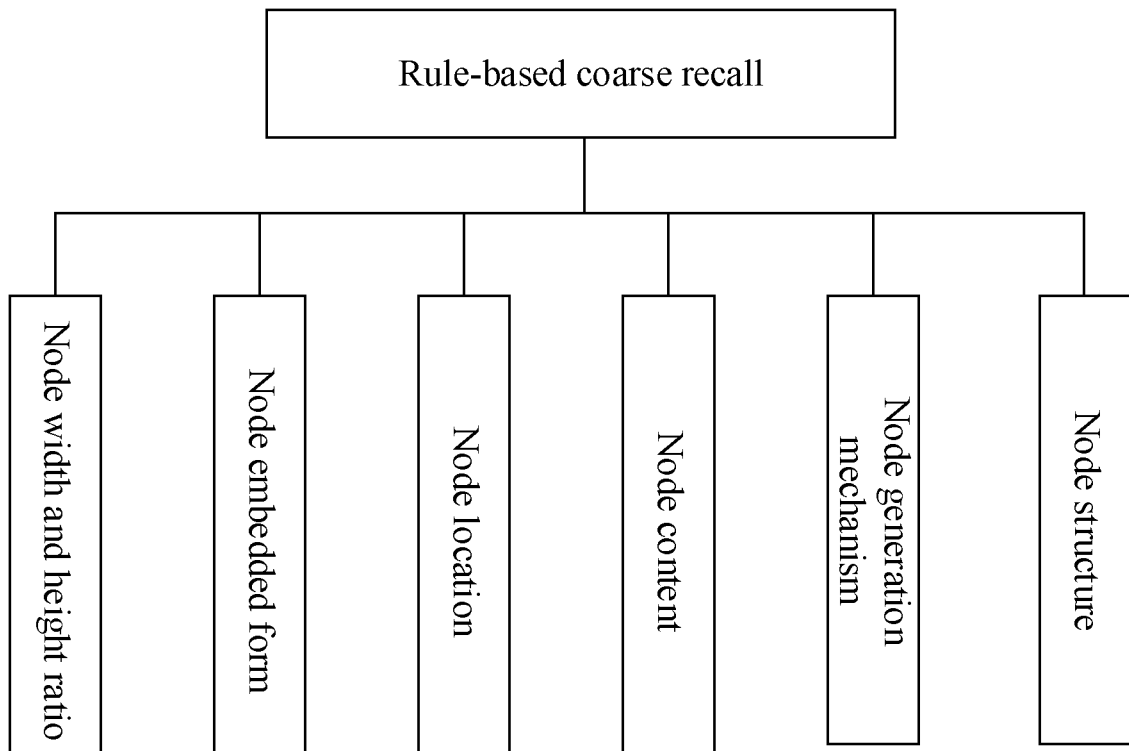 Rule-based coarse recall
Node width and height ratio
Node embedded form
Node location
Node content
Node generation
mechanism
Node structure